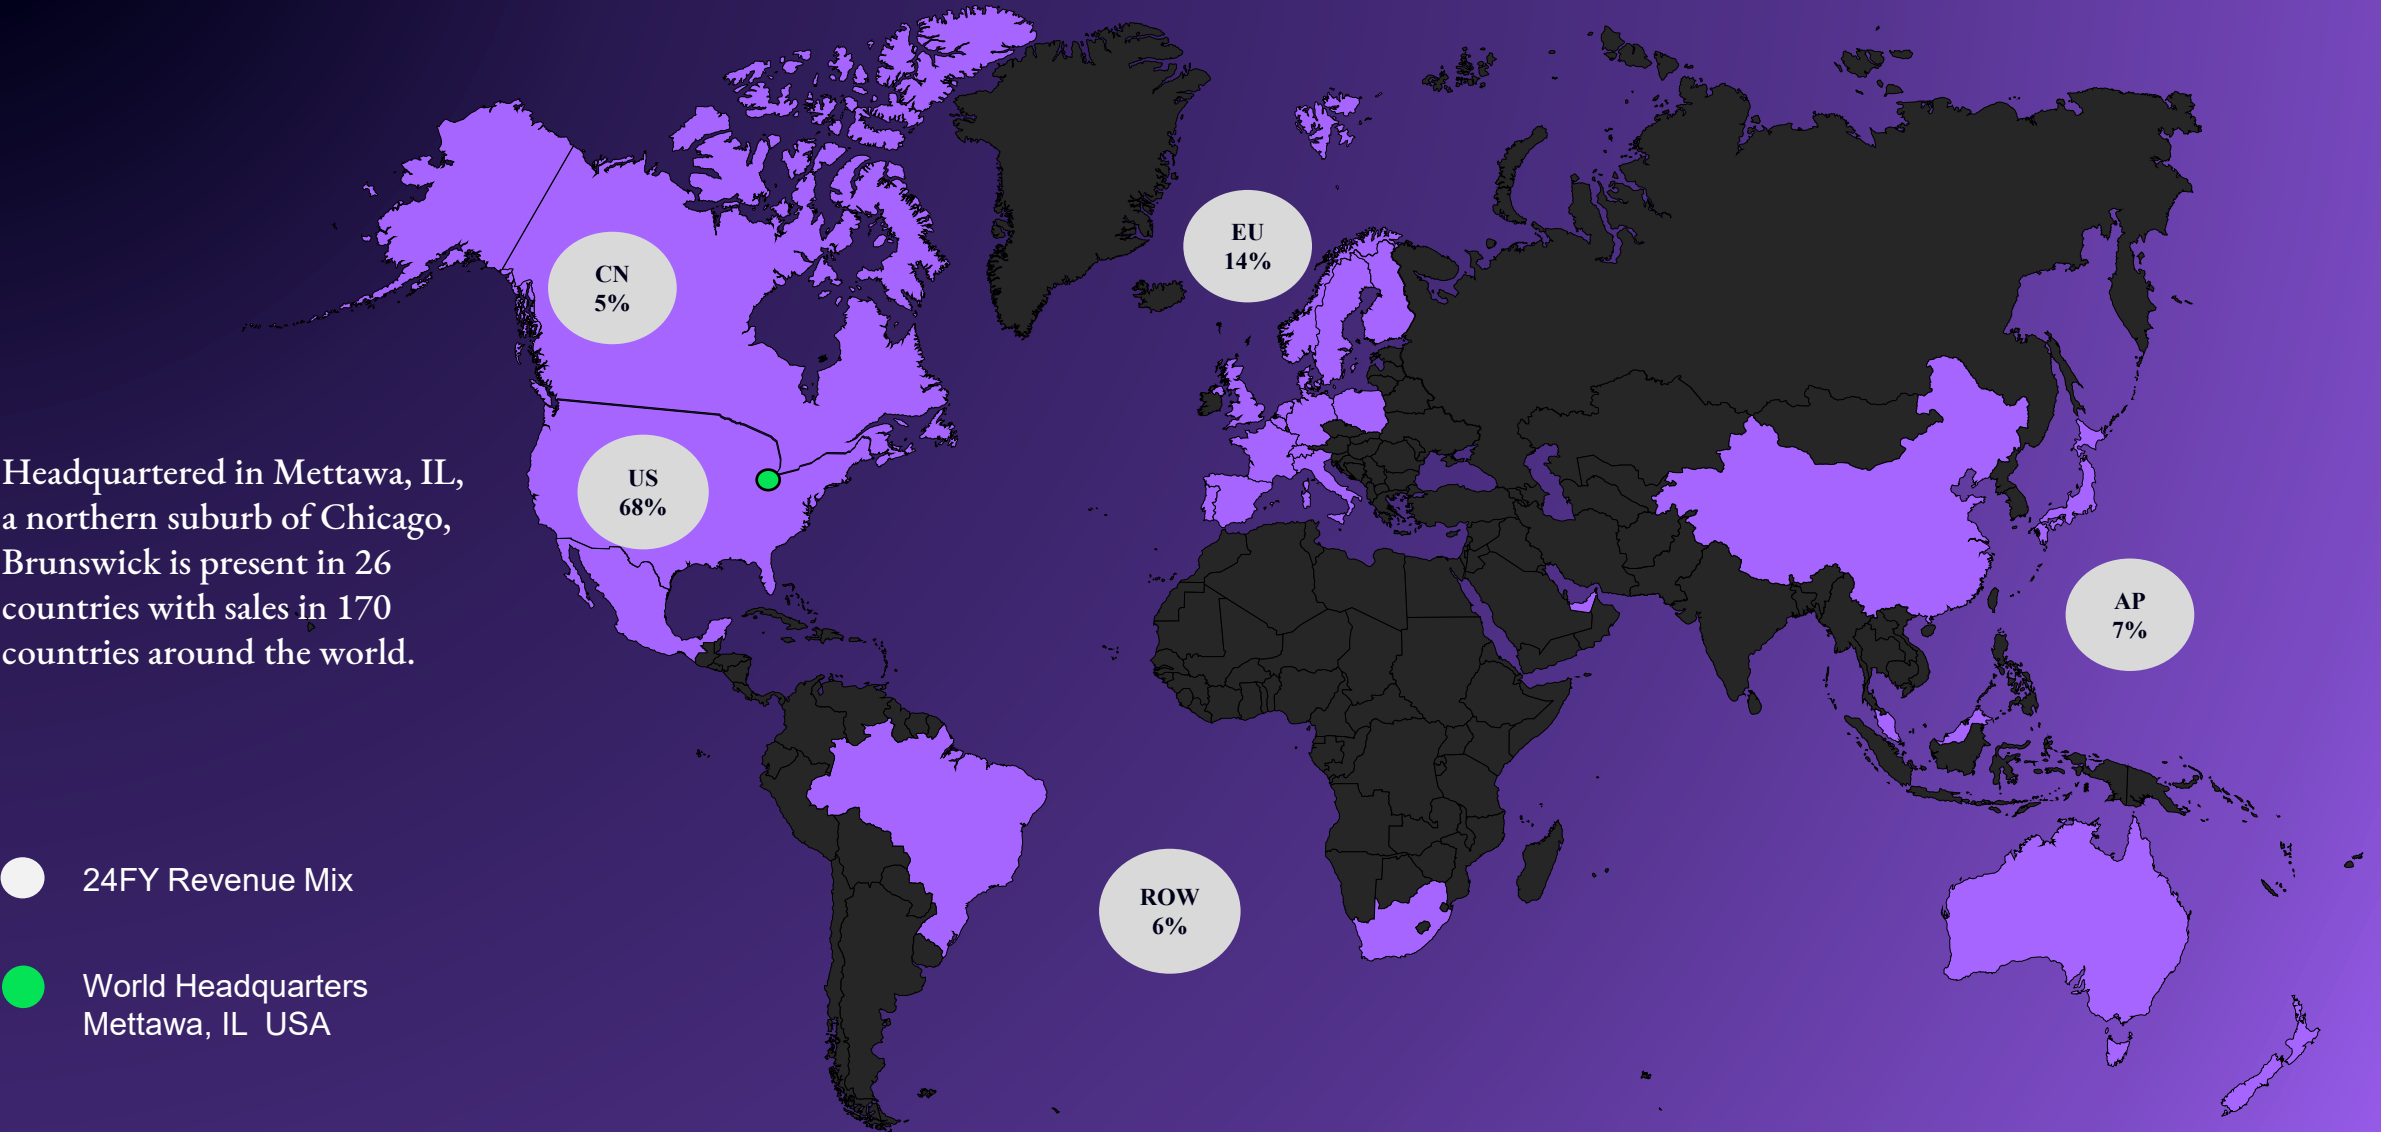 EU
14%
CN
5%
US
68%
Headquartered in Mettawa, IL,
a northern suburb of Chicago,
Brunswick is present in 26
countries with sales in 170
countries around the world.
AP
7%
ROW
6%
24FY Revenue Mix
World Headquarters
Mettawa, IL  USA